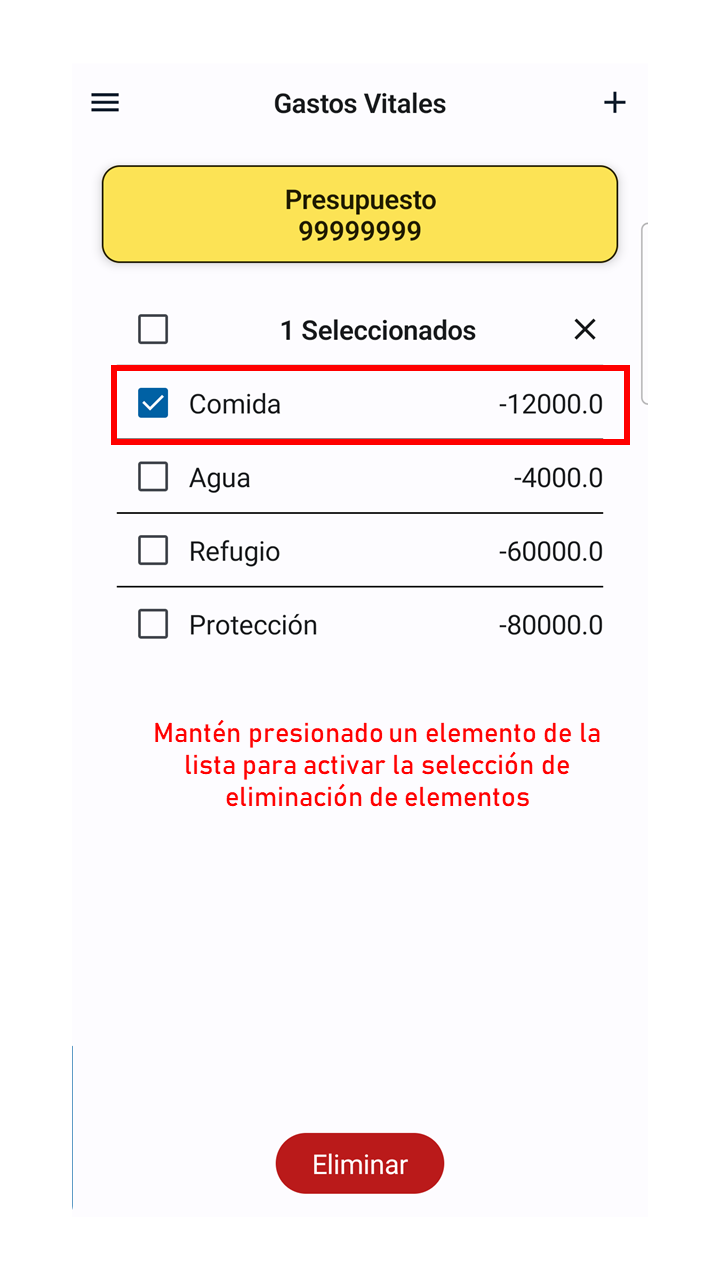 Gastos Vitales
Presupuesto
99999999
1 Seleccionados
Comida -12000.0
Agua -4000.0
Refugio -60000.0
Protección -80000.0
Mantén presionado un elemento de la
lista para activar la selección de
eliminación de elementos
Eliminar